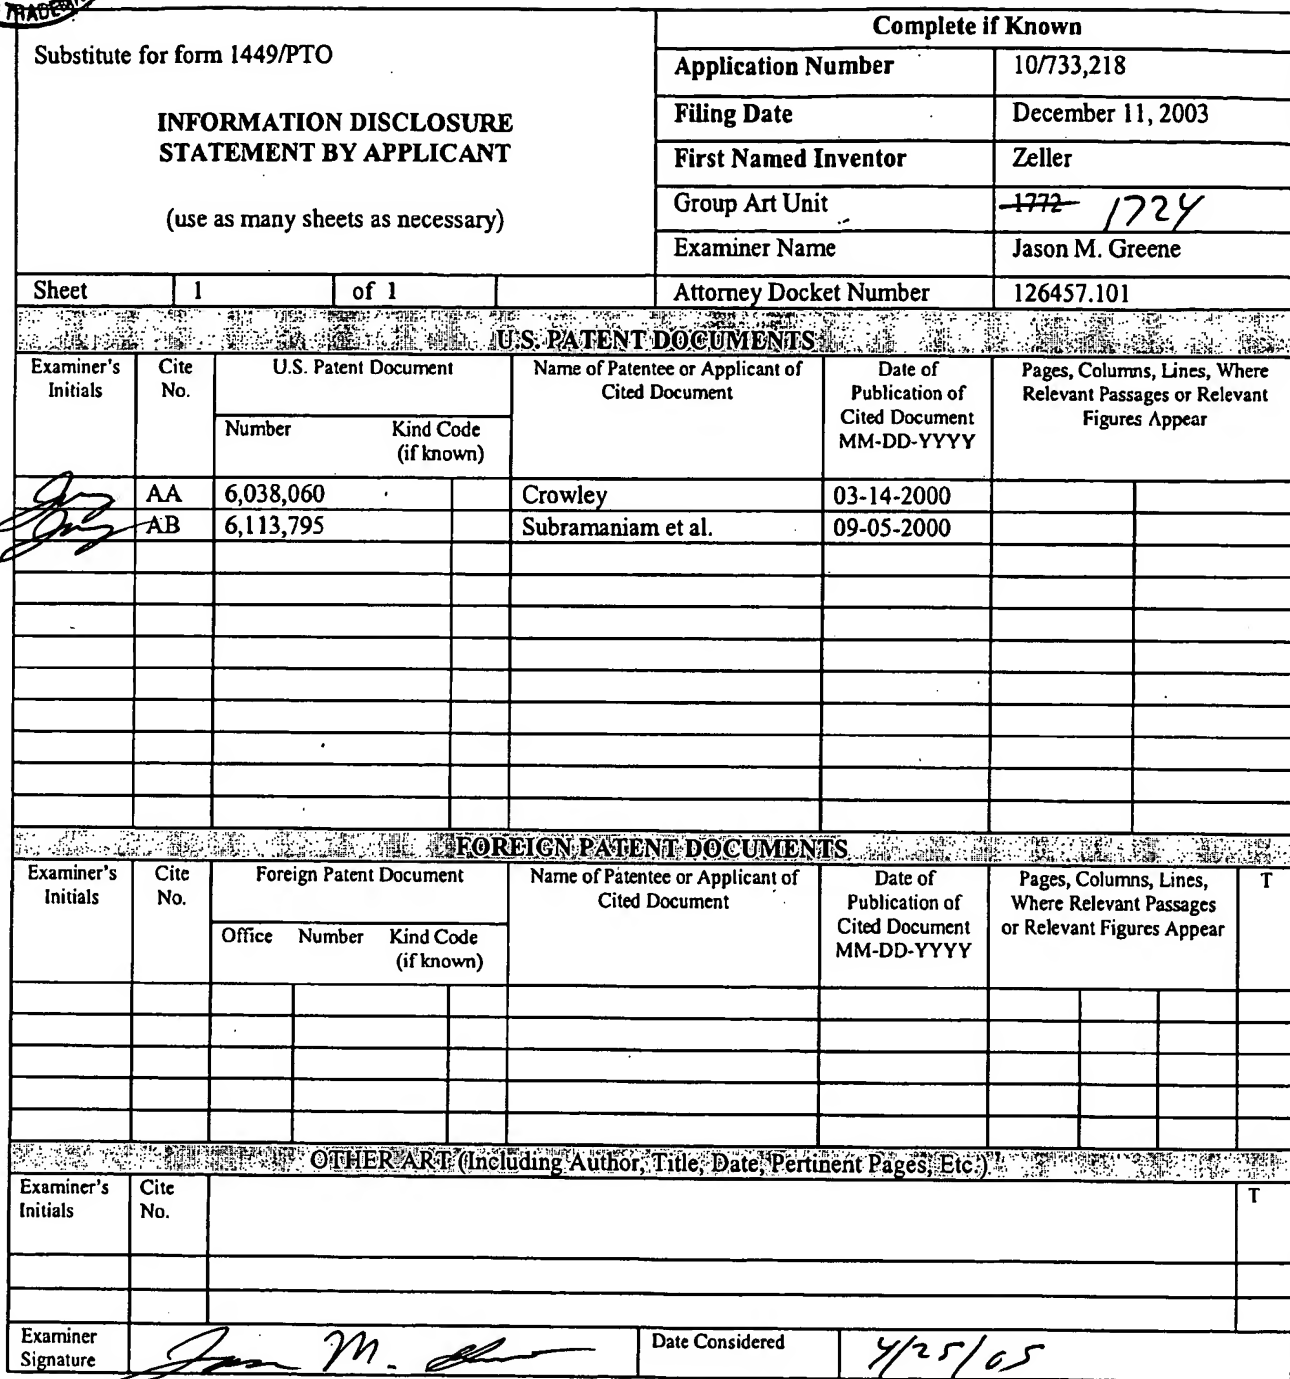 TRADEM
Substitute for form 1449/PTO
INFORMATION DISCLOSURE
STATEMENT BY APPLICANT
(use as many sheets as necessary)
Sheet 1 of 1
Complete if Known
Application Number 10/733,218
Filing Date December 11, 2003
First Named Inventor Zeller
Group Art Unit 1772 1724
Examiner Name Jason M. Greene
Attorney Docket Number 126457.101
U.S. PATENT DOCUMENTS
Examiner's Initials
Cite No.
U.S. Patent Document
Number
Kind Code (if known)
Name of Patentee or Applicant of Cited Document
Date of Publication of Cited Document MM-DD-YYYY
Pages, Columns, Lines, Where Relevant Passages or Relevant Figures Appear
AA 6,038,060 Crowley 03-14-2000
AB 6,113,795 Subramaniam et al. 09-05-2000
FOREIGN PATENT DOCUMENTS
Examiner's Initials
Cite No.
Foreign Patent Document
Office Number
Kind Code (if known)
Name of Patentee or Applicant of Cited Document
Date of Publication of Cited Document MM-DD-YYYY
Pages, Columns, Lines, Where Relevant Passages or Relevant Figures Appear
T
OTHER ART (Including Author, Title, Date, Pertinent Pages, Etc.)
Examiner's Initials
Cite No.
T
Examiner Signature
Date Considered 4/25/05